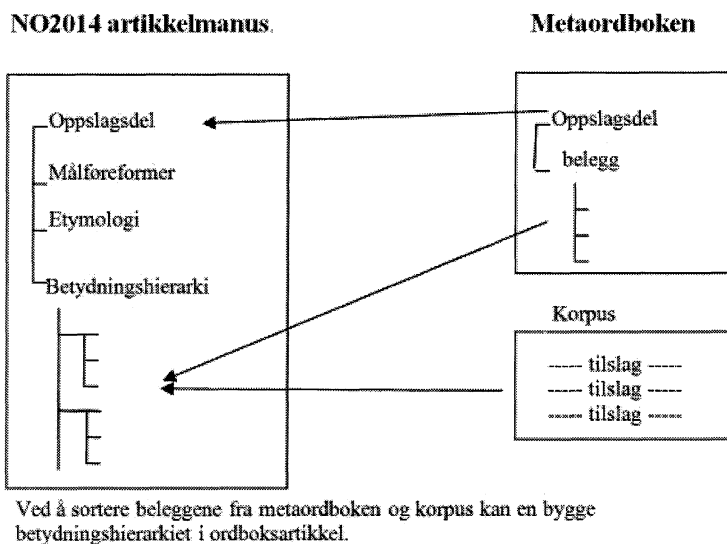 NO2014 artikkelmanus.
Oppslagsdel
Målføreformer
Etymologi
Betydningshierarki
Metaordboken
Oppslagsdel
belegg
Korpus
----- tilslag -----
----- tilslag -----
----- tilslag -----
Ved å sortere beleggene fra metaordboken og korpus kan en bygge
betydningshierarkiet i ordboksartikkel.